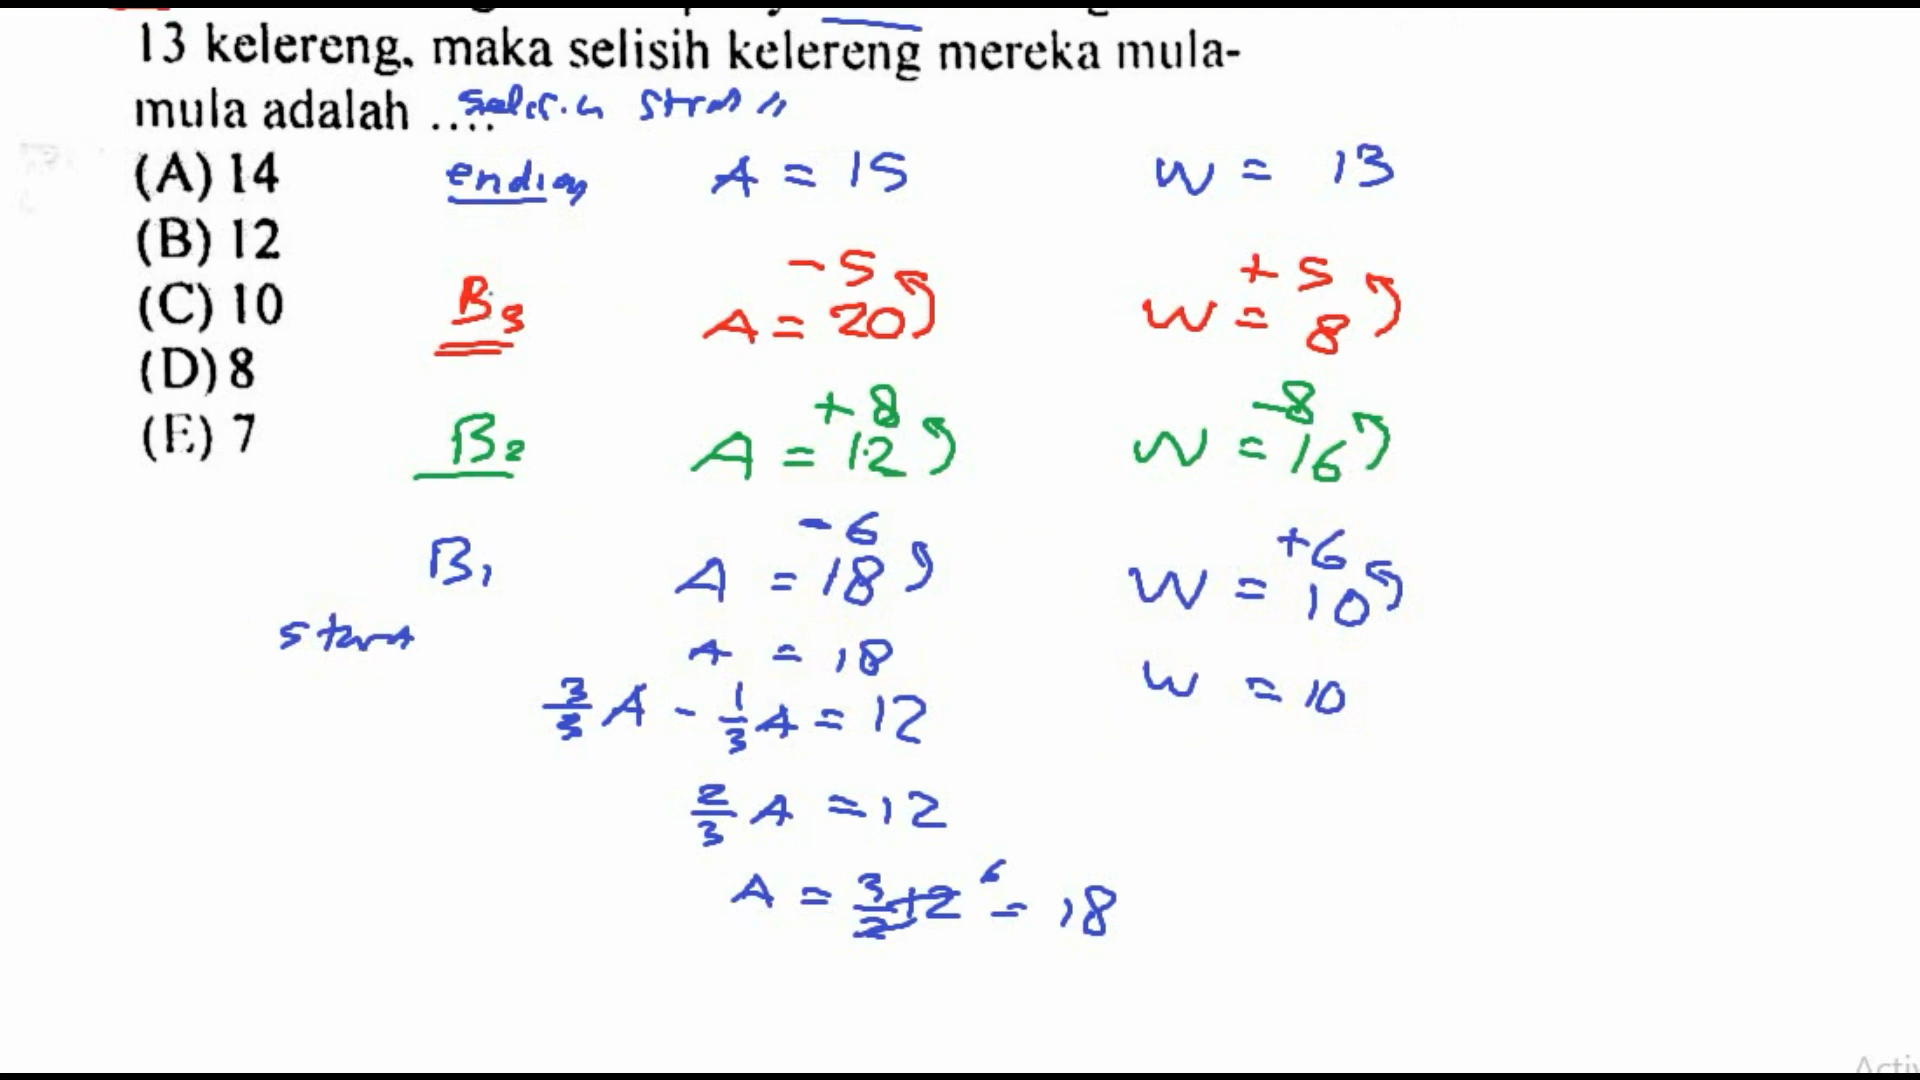 13 kelereng, maka selisih kelereng mereka mula-
mula adalah ....
(A) 14
(B) 12
(C) 10
(D) 8
(E) 7
ending A = 15 W = 13
B3 A = 20 - 5 W = 8 + 5
B2 A = 12 + 8 W = 16 - 8
B1 A = 18 - 6 W = 10 + 6
start A = 18 W = 10
3/3 A - 1/3 A = 12
2/3 A = 12
A = 3/2 12 6 = 18
Activ